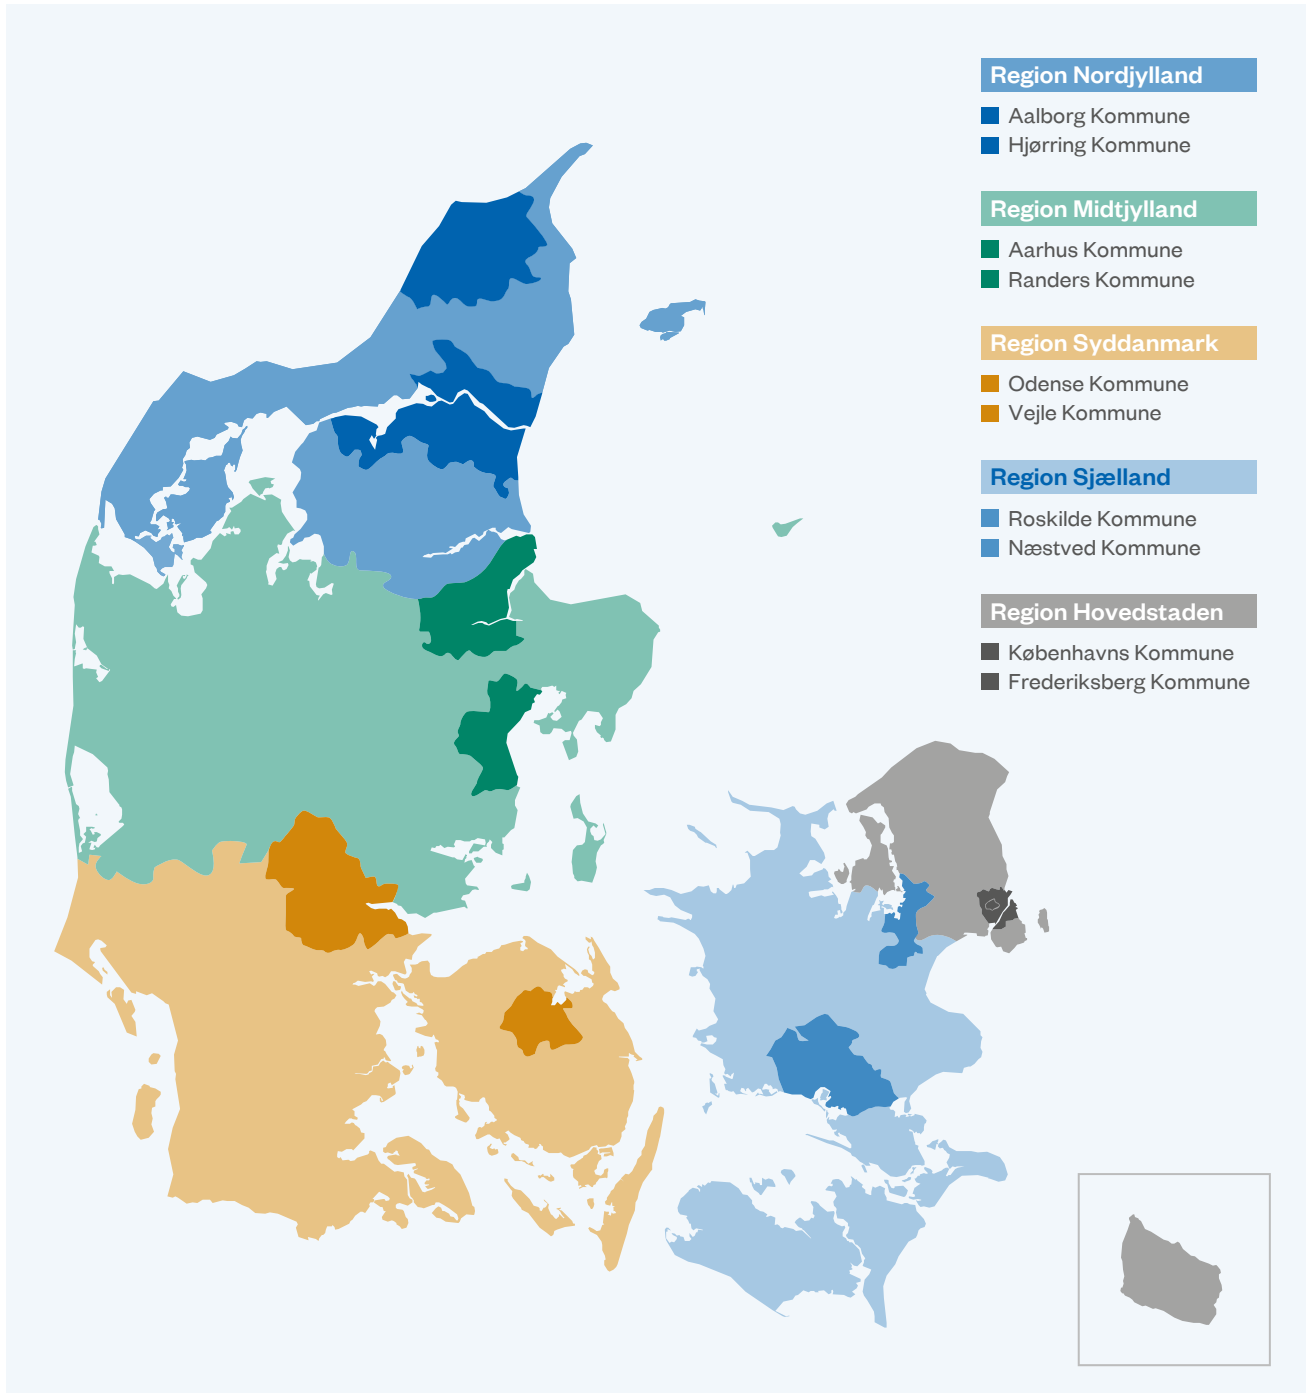 Region Nordjylland
Aalborg Kommune
Hjørring Kommune
Region Midtjylland
Aarhus Kommune
Randers Kommune
Region Syddanmark
Odense Kommune
Vejle Kommune
Region Sjælland
Roskilde Kommune
Næstved Kommune
Region Hovedstaden
Københavns Kommune
Frederiksberg Kommune